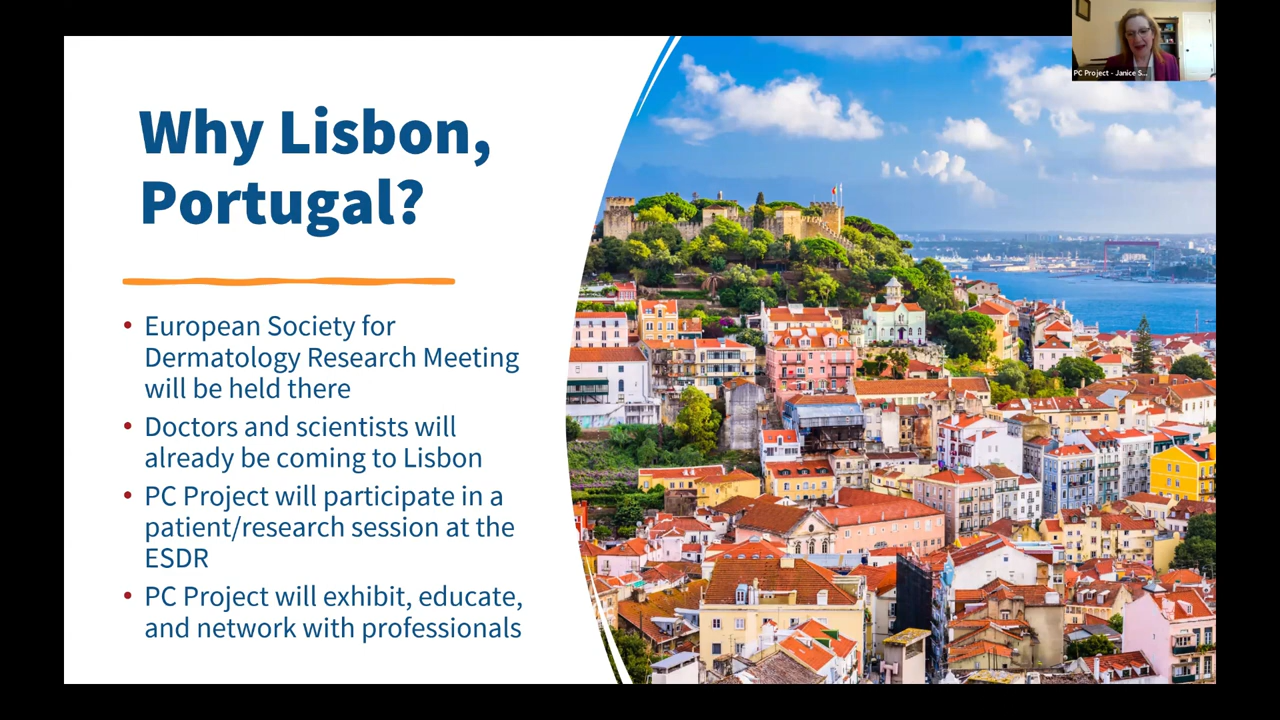 PC Project - Janice S...
Why Lisbon,
Portugal?
• European Society for
Dermatology Research Meeting
will be held there
• Doctors and scientists will
already be coming to Lisbon
• PC Project will participate in a
patient/research session at the
ESDR
• PC Project will exhibit, educate,
and network with professionals